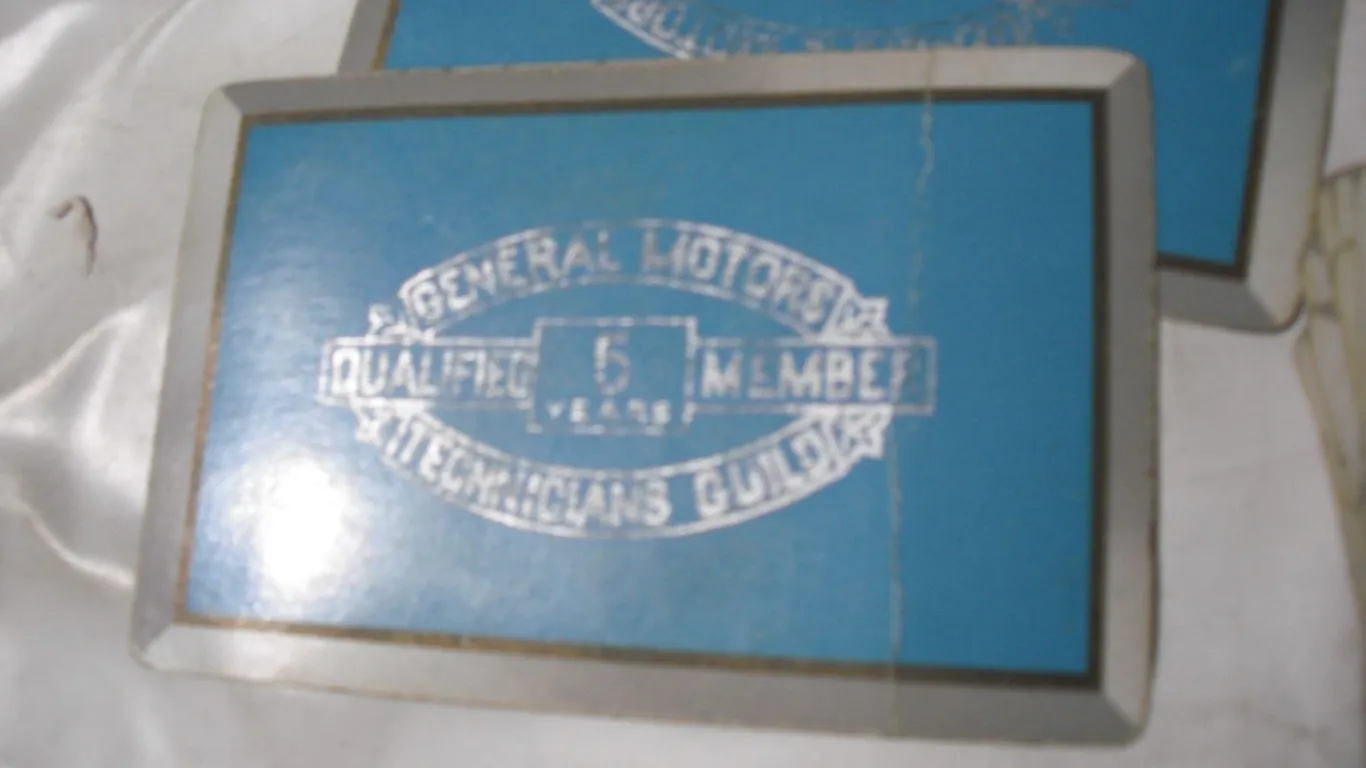 GENERAL MOTORS
QUALIFIED 5 YEARS MEMBER
TECHNICIANS GUILD